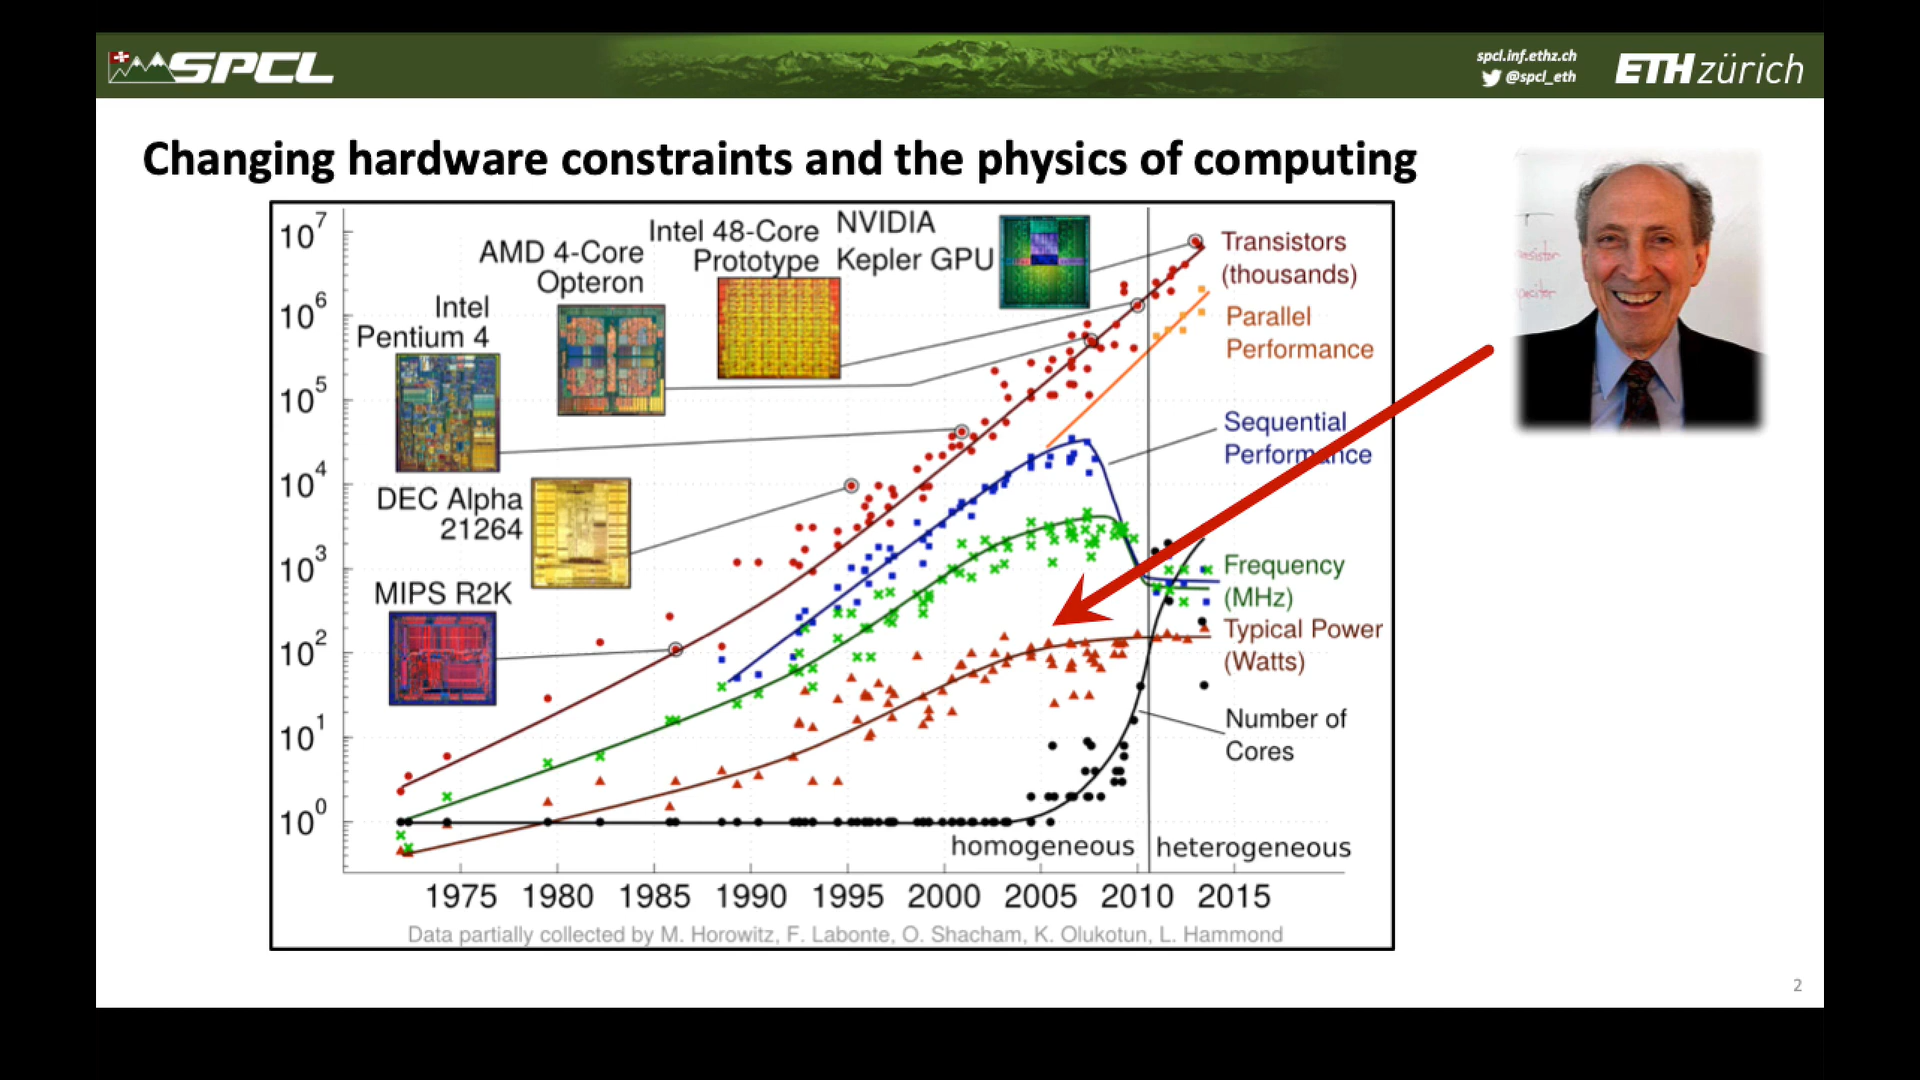 SPCL
spcl.inf.ethz.ch
@spcl_eth
ETH zürich
Changing hardware constraints and the physics of computing
10^7
10^6
10^5
10^4
10^3
10^2
10^1
10^0
Intel
Pentium 4
AMD 4-Core
Opteron
Intel 48-Core
Prototype
NVIDIA
Kepler GPU
DEC Alpha
21264
MIPS R2K
Transistors
(thousands)
Parallel
Performance
Sequential
Performance
Frequency
(MHz)
Typical Power
(Watts)
Number of
Cores
homogeneous
heterogeneous
1975 1980 1985 1990 1995 2000 2005 2010 2015
Data partially collected by M. Horowitz, F. Labonte, O. Shacham, K. Olukotun, L. Hammond
2